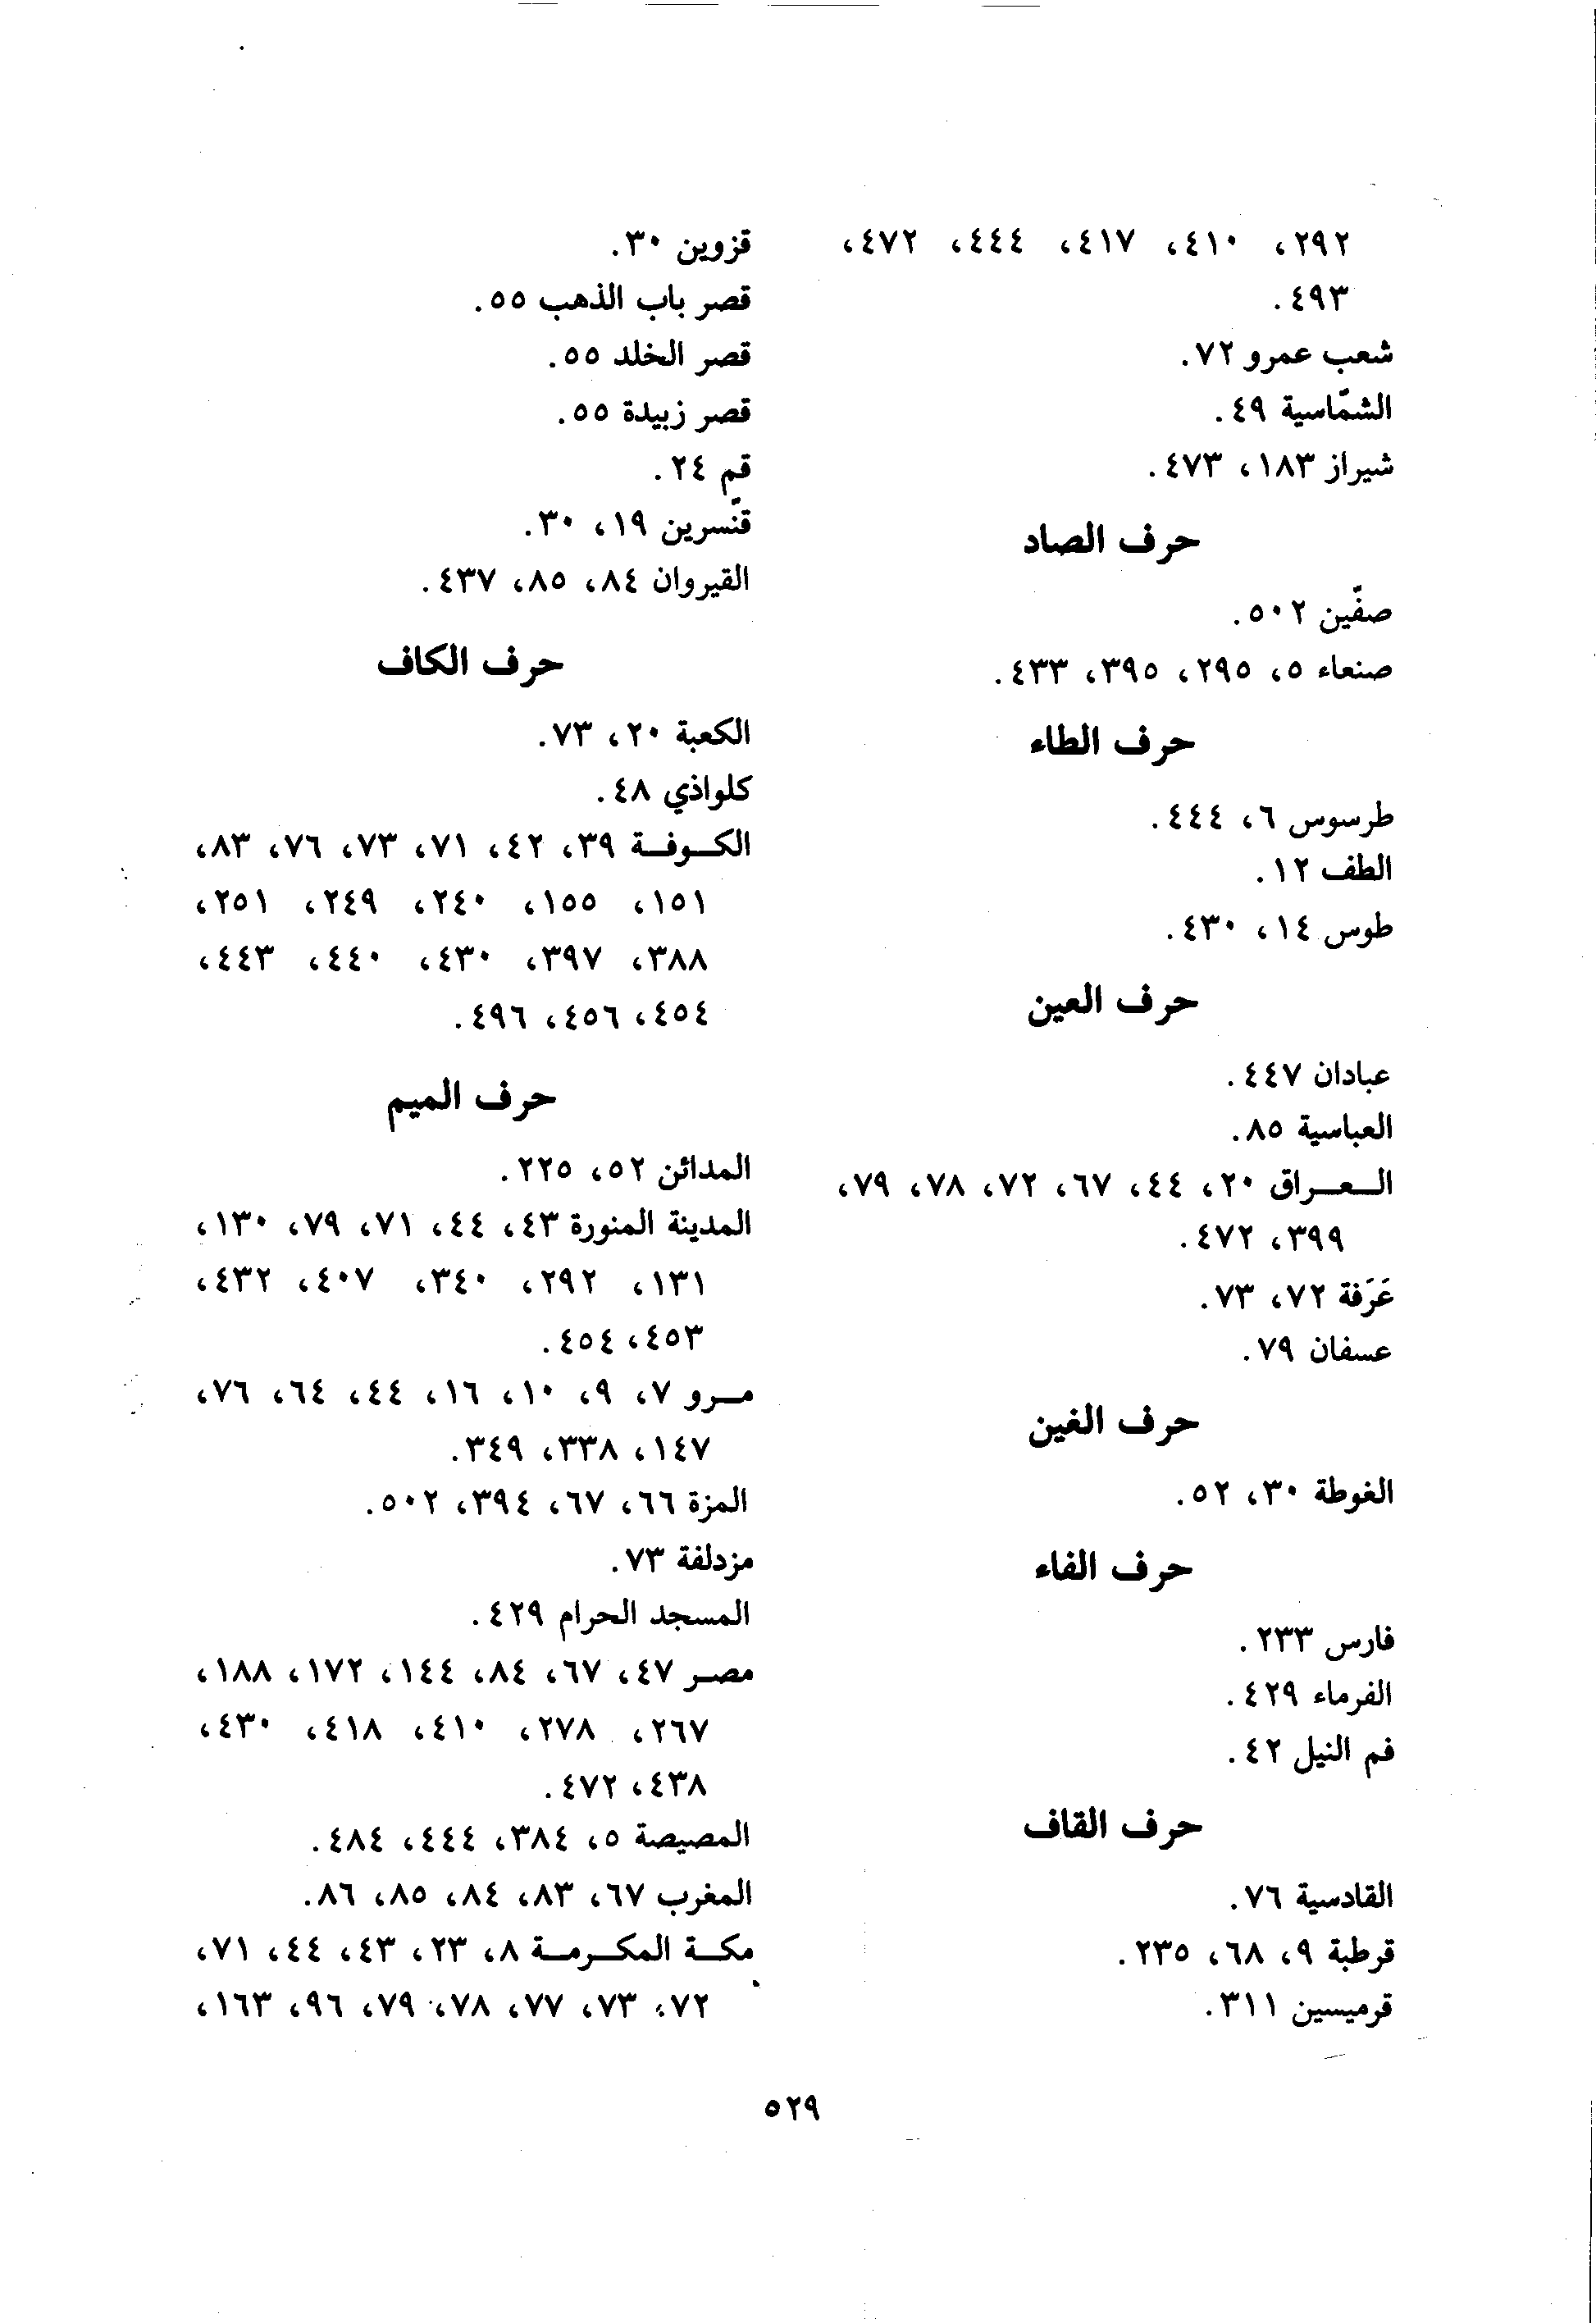 ٢٩٢، ٤١٠، ٤١٧، ٤٤٤، ٤٧٢،
٤٩٣.
شعب عمرو ٧٢.
الشمّاسية ٤٩.
شيراز ١٨٣، ٤٧٣.
حرف الصاد
صفّين ٥٠٢.
صنعاء ٥، ٢٩٥، ٣٩٥، ٤٣٣.
حرف الطاء
طرسوس ٦، ٤٤٤.
الطف ١٢.
طوس ١٤، ٤٣٠.
حرف العين
عبادان ٤٤٧.
العباسية ٨٥.
العراق ٢٠، ٤٤، ٦٧، ٧٢، ٧٨، ٧٩،
٣٩٩، ٤٧٢.
عَرَفة ٧٢، ٧٣.
عسفان ٧٩.
حرف الغين
الغوطة ٣٠، ٥٢.
حرف الفاء
فارس ٢٣٣.
الفرماء ٤٢٩.
فم النيل ٤٢.
حرف القاف
القادسية ٧٦.
قرطبة ٩، ٦٨، ٢٣٥.
قرميسين ٣١١.
قزوين ٣٠.
قصر باب الذهب ٥٥.
قصر الخلد ٥٥.
قصر زبيدة ٥٥.
قم ٢٤.
قنّسرين ١٩، ٣٠.
القيروان ٨٤، ٨٥، ٤٣٧.
حرف الكاف
الكعبة ٢٠، ٧٣.
كلواذي ٤٨.
الكوفة ٣٩، ٤٢، ٧١، ٧٣، ٧٦، ٨٣،
١٥١، ١٥٥، ٢٤٠، ٢٤٩، ٢٥١،
٣٨٨، ٣٩٧، ٤٣٠، ٤٤٠، ٤٤٣،
٤٥٤، ٤٥٦، ٤٩٦.
حرف الميم
المدائن ٥٢، ٢٢٥.
المدينة المنورة ٤٣، ٤٤، ٧١، ٧٩، ١٣٠،
١٣١، ٢٩٢، ٣٤٠، ٤٠٧، ٤٣٢،
٤٥٣، ٤٥٤.
مرو ٧، ٩، ١٠، ١٦، ٤٤، ٦٤، ٧٦،
١٤٧، ٣٣٨، ٣٤٩.
المزة ٦٦، ٦٧، ٣٩٤، ٥٠٢.
مزدلفة ٧٣.
المسجد الحرام ٤٢٩.
مصر ٤٧، ٦٧، ٨٤، ١٤٤، ١٧٢، ١٨٨،
٢٦٧، ٢٧٨، ٤١٠، ٤١٨، ٤٣٠،
٤٣٨، ٤٧٢.
المصيصة ٥، ٣٨٤، ٤٤٤، ٤٨٤.
المغرب ٦٧، ٨٣، ٨٤، ٨٥، ٨٦.
مكة المكرمة ٨، ٢٣، ٤٣، ٤٤، ٧١،
٧٢، ٧٣، ٧٧، ٧٨، ٧٩، ٩٦، ١٦٣،
٥٢٩